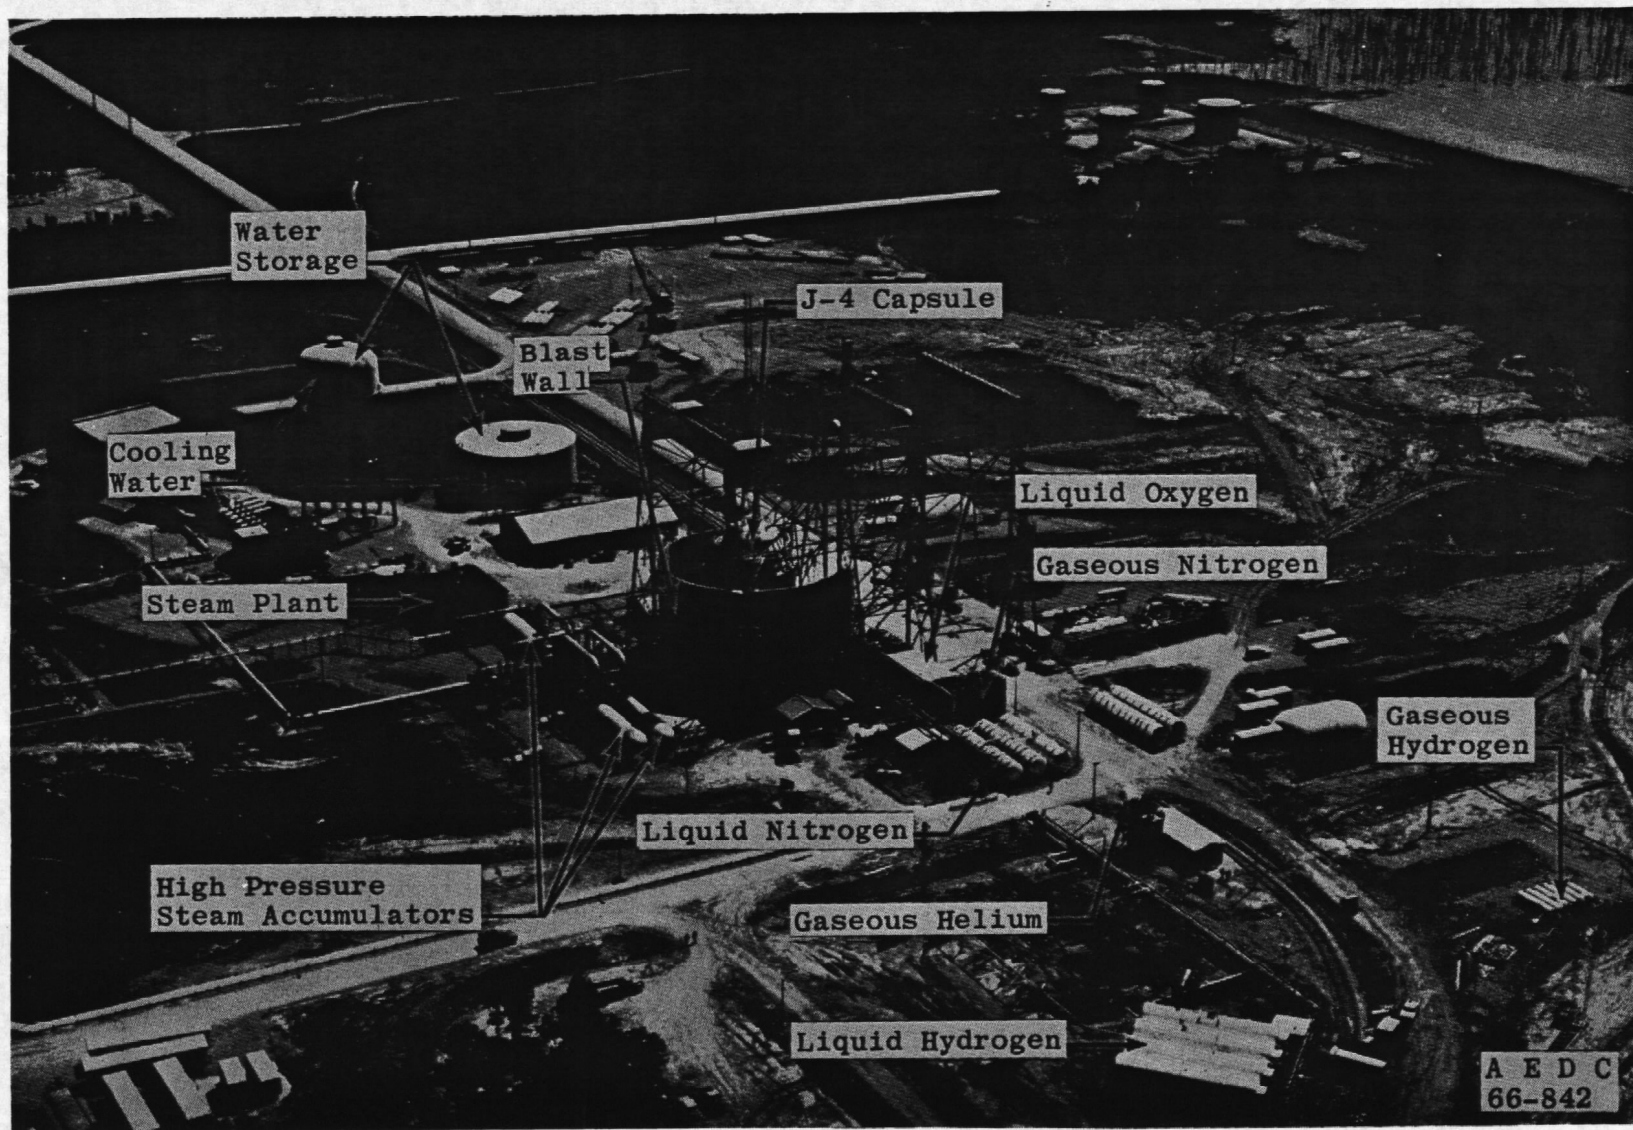 Water
Storage
J-4 Capsule
Blast
Wall
Cooling
Water
Liquid Oxygen
Gaseous Nitrogen
Steam Plant
Gaseous
Hydrogen
Liquid Nitrogen
High Pressure
Steam Accumulators
Gaseous Helium
Liquid Hydrogen
A E D C
66-842